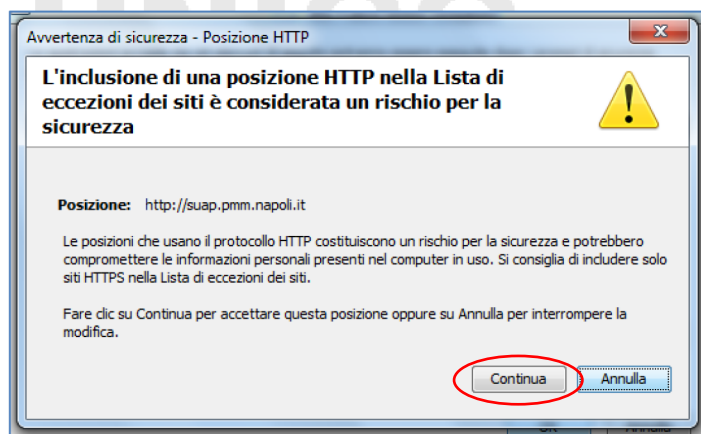 Avvertenza di sicurezza - Posizione HTTP
L'inclusione di una posizione HTTP nella Lista di
eccezioni dei siti è considerata un rischio per la
sicurezza
Posizione: http://suap.pmm.napoli.it
Le posizioni che usano il protocollo HTTP costituiscono un rischio per la sicurezza e potrebbero
compromettere le informazioni personali presenti nel computer in uso. Si consiglia di includere solo
siti HTTPS nella Lista di eccezioni dei siti.
Fare clic su Continua per accettare questa posizione oppure su Annulla per interrompere la
modifica.
Continua Annulla